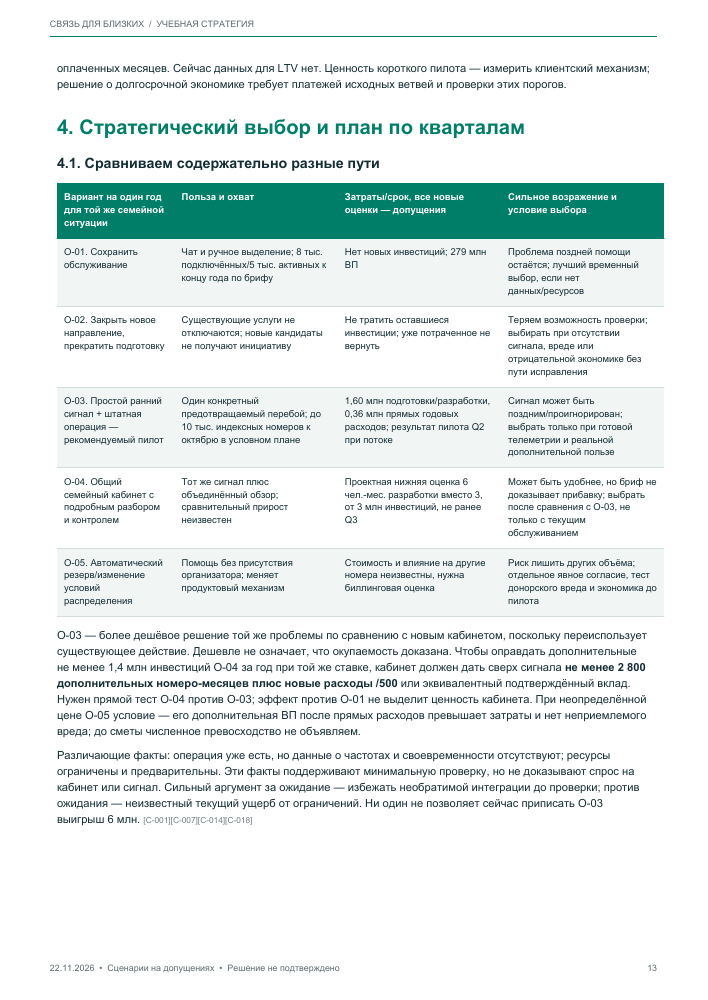 СВЯЗЬ ДЛЯ БЛИЗКИХ / УЧЕБНАЯ СТРАТЕГИЯ
оплаченных месяцев. Сейчас данных для LTV нет. Ценность короткого пилота — измерить клиентский механизм;
решение о долгосрочной экономике требует платежей исходных ветвей и проверки этих порогов.
4. Стратегический выбор и план по кварталам
4.1. Сравниваем содержательно разные пути
Вариант на один год
для той же семейной
ситуации
Польза и охват
Затраты/срок, все новые
оценки — допущения
Сильное возражение и
условие выбора
О-01. Сохранить
обслуживание
Чат и ручное выделение; 8 тыс.
подключённых/5 тыс. активных к
концу года по брифу
Нет новых инвестиций; 279 млн
ВП
Проблема поздней помощи
остаётся; лучший временный
выбор, если нет
данных/ресурсов
О-02. Закрыть новое
направление,
прекратить подготовку
Существующие услуги не
отключаются; новые кандидаты
не получают инициативу
Не тратить оставшиеся
инвестиции; уже потраченное не
вернуть
Теряем возможность проверки;
выбирать при отсутствии
сигнала, вреде или
отрицательной экономике без
пути исправления
О-03. Простой ранний
сигнал + штатная
операция —
рекомендуемый пилот
Один конкретный
предотвращаемый перебой; до
10 тыс. индексных номеров к
октябрю в условном плане
1,60 млн подготовки/разработки,
0,36 млн прямых годовых
расходов; результат пилота Q2
при потоке
Сигнал может быть
поздним/проигнорирован;
выбрать только при готовой
телеметрии и реальной
дополнительной пользе
О-04. Общий
семейный кабинет с
подробным разбором
и контролем
Тот же сигнал плюс
объединённый обзор;
сравнительный прирост
неизвестен
Проектная нижняя оценка 6
чел.-мес. разработки вместо 3,
от 3 млн инвестиций, не ранее
Q3
Может быть удобнее, но бриф не
доказывает прибавку; выбрать
после сравнения с О-03, не
только с текущим
обслуживанием
О-05. Автоматический
резерв/изменение
условий
распределения
Помощь без присутствия
организатора; меняет
продуктовый механизм
Стоимость и влияние на другие
номера неизвестны, нужна
биллинговая оценка
Риск лишить других объёма;
отдельное явное согласие, тест
донорского вреда и экономика до
пилота
О-03 — более дешёвое решение той же проблемы по сравнению с новым кабинетом, поскольку переиспользует
существующее действие. Дешевле не означает, что окупаемость доказана. Чтобы оправдать дополнительные
не менее 1,4 млн инвестиций О-04 за год при той же ставке, кабинет должен дать сверх сигнала не менее 2 800
дополнительных номеро-месяцев плюс новые расходы /500 или эквивалентный подтверждённый вклад.
Нужен прямой тест О-04 против О-03; эффект против О-01 не выделит ценность кабинета. При неопределённой
цене О-05 условие — его дополнительная ВП после прямых расходов превышает затраты и нет неприемлемого
вреда; до сметы численное превосходство не объявляем.
Различающие факты: операция уже есть, но данные о частотах и своевременности отсутствуют; ресурсы
ограничены и предварительны. Эти факты поддерживают минимальную проверку, но не доказывают спрос на
кабинет или сигнал. Сильный аргумент за ожидание — избежать необратимой интеграции до проверки; против
ожидания — неизвестный текущий ущерб от ограничений. Ни один не позволяет сейчас приписать О-03
выигрыш 6 млн. [C-001][C-007][C-014][C-018]
22.11.2026 • Сценарии на допущениях • Решение не подтверждено
13